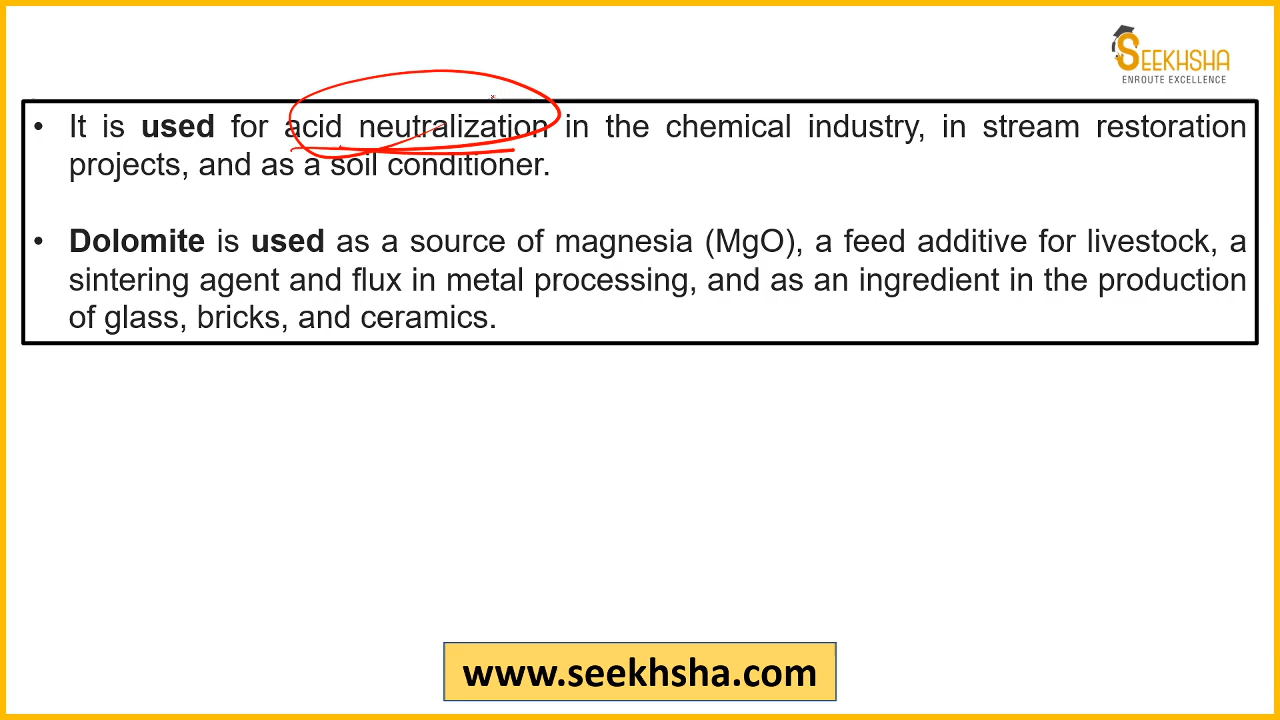 SEEKHSHA
ENROUTE EXCELLENCE
• It is used for acid neutralization in the chemical industry, in stream restoration
projects, and as a soil conditioner.
• Dolomite is used as a source of magnesia (MgO), a feed additive for livestock, a
sintering agent and flux in metal processing, and as an ingredient in the production
of glass, bricks, and ceramics.
www.seekhsha.com